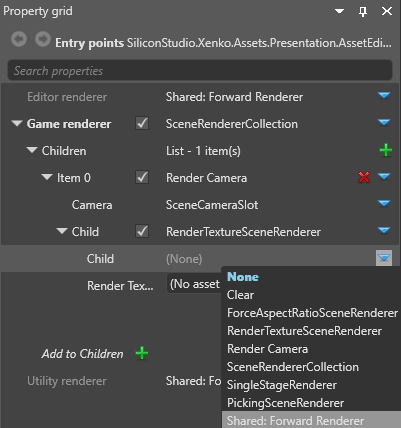 Property grid
Entry points SiliconStudio.Xenko.Assets.Presentation.AssetEdi...
Search properties
Editor renderer Shared: Forward Renderer
Game renderer SceneRendererCollection
Children List - 1 item(s)
Item 0 Render Camera
Camera SceneCameraSlot
Child RenderTextureSceneRenderer
Child (None)
Render Tex... (No asset
None
Clear
ForceAspectRatioSceneRenderer
RenderTextureSceneRenderer
Render Camera
Add to Children
SceneRendererCollection
SingleStageRenderer
Utility renderer Shared: Fo
PickingSceneRenderer
Shared: Forward Renderer